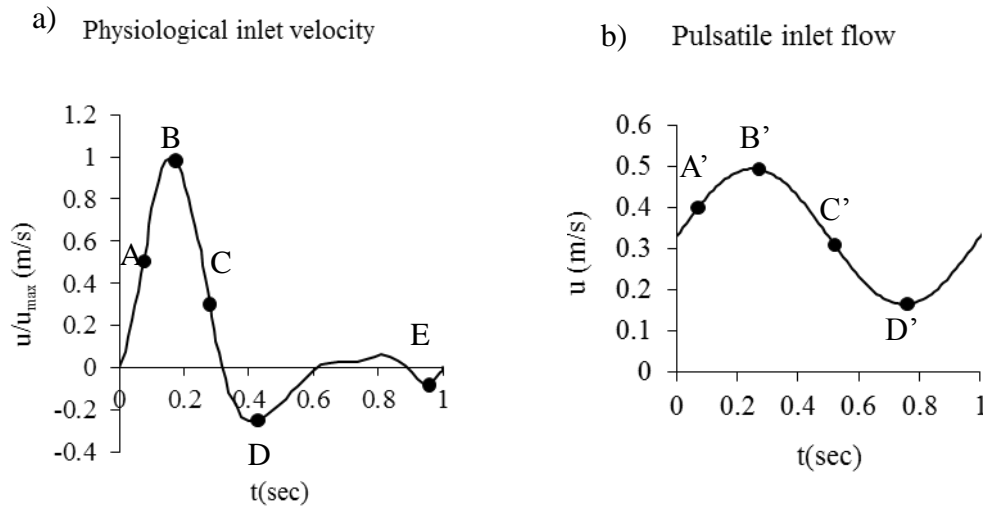 a) Physiological inlet velocity
1.2
1
0.8
0.6
0.4
0.2
0
-0.2
-0.4
u/umax (m/s)
0 0.2 0.4 0.6 0.8 1
t(sec)
A
B
C
D
E
b) Pulsatile inlet flow
0.6
0.5
0.4
0.3
0.2
0.1
0
u (m/s)
0 0.2 0.4 0.6 0.8 1
t(sec)
A’
B’
C’
D’